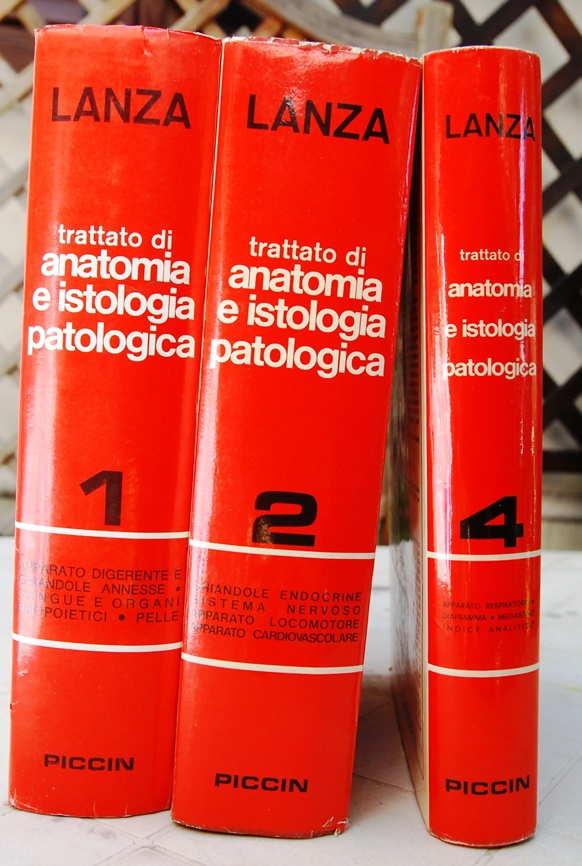 LANZA
trattato di
anatomia
e istologia
patologica
1
APPARATO DIGERENTE E
GHIANDOLE ANNESSE •
SANGUE E ORGANI
EMOPOIETICI • PELLE
PICCIN
LANZA
trattato di
anatomia
e istologia
patologica
2
GHIANDOLE ENDOCRINE
SISTEMA NERVOSO
APPARATO LOCOMOTORE
APPARATO CARDIOVASCOLARE
PICCIN
LANZA
trattato di
anatomia
e istologia
patologica
4
APPARATO RESPIRATORIO •
DIAFRAMMA • MEDIASTINO
INDICE ANALITICO
PICCIN